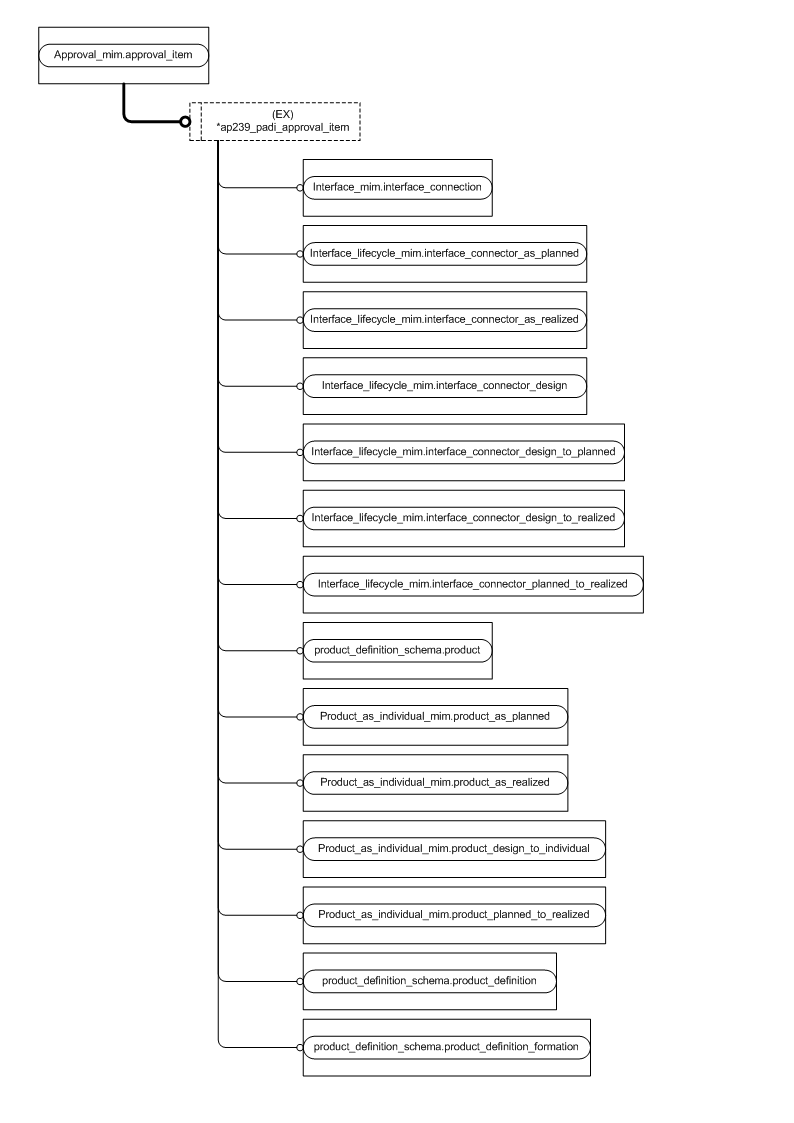 Approval_mim.approval_item
(EX)
*ap239_padi_approval_item
Interface_mim.interface_connection
Interface_lifecycle_mim.interface_connector_as_planned
Interface_lifecycle_mim.interface_connector_as_realized
Interface_lifecycle_mim.interface_connector_design
Interface_lifecycle_mim.interface_connector_design_to_planned
Interface_lifecycle_mim.interface_connector_design_to_realized
Interface_lifecycle_mim.interface_connector_planned_to_realized
product_definition_schema.product
Product_as_individual_mim.product_as_planned
Product_as_individual_mim.product_as_realized
Product_as_individual_mim.product_design_to_individual
Product_as_individual_mim.product_planned_to_realized
product_definition_schema.product_definition
product_definition_schema.product_definition_formation